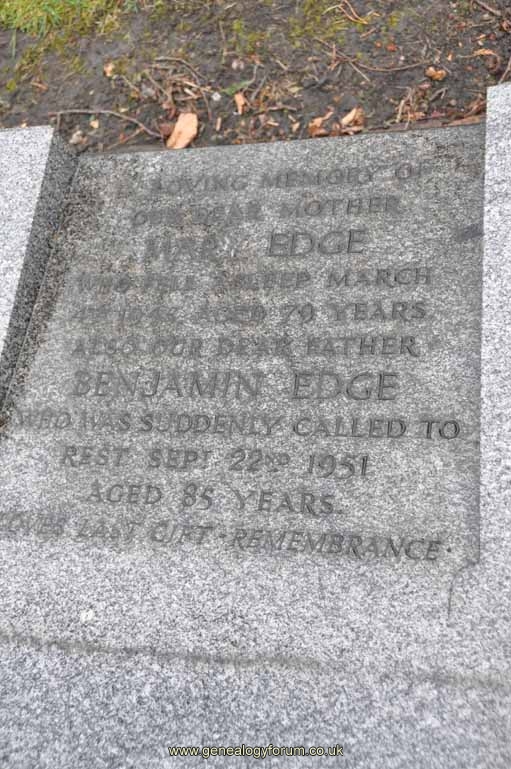 LOVING MEMORY OF
OUR DEAR MOTHER
MARY EDGE
WHO FELL ASLEEP MARCH
AGED 79 YEARS
ALSO OUR DEAR FATHER
BENJAMIN EDGE
WHO WAS SUDDENLY CALLED TO
REST SEPT 22ND 1951
AGED 85 YEARS.
LOVES LAST GIFT · REMEMBRANCE ·
www.genealogyforum.co.uk